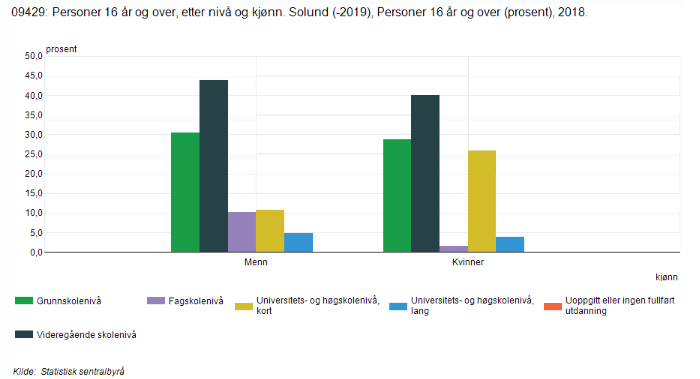 09429: Personer 16 år og over, etter nivå og kjønn. Solund (-2019), Personer 16 år og over (prosent), 2018.
prosent
50,0
45,0
40,0
35,0
30,0
25,0
20,0
15,0
10,0
5,0
0,0
Menn
Kvinner
kjønn
Grunnskolenivå
Fagskolenivå
Universitets- og høgskolenivå,
kort
Universitets- og høgskolenivå,
lang
Uoppgitt eller ingen fullført
utdanning
Videregående skolenivå
Kilde: Statistisk sentralbyrå